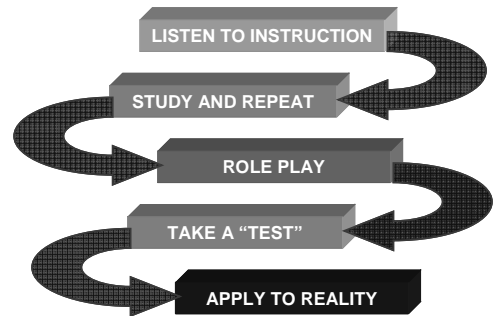 LISTEN TO INSTRUCTION
STUDY AND REPEAT
ROLE PLAY
TAKE A “TEST”
APPLY TO REALITY